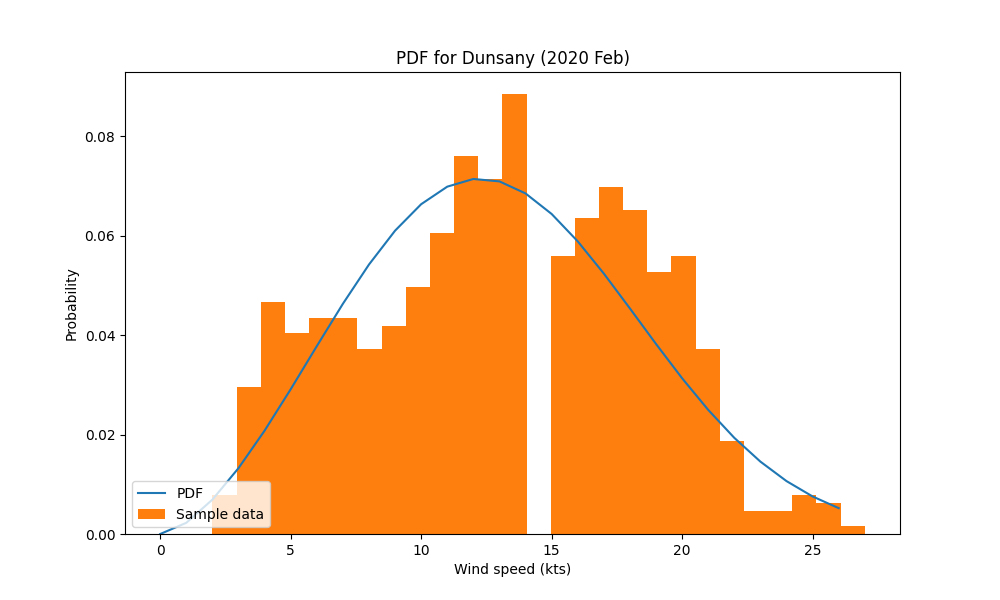 PDF for Dunsany (2020 Feb)
Probability
0.08
0.06
0.04
0.02
0.00
PDF
Sample data
0 5 10 15 20 25
Wind speed (kts)